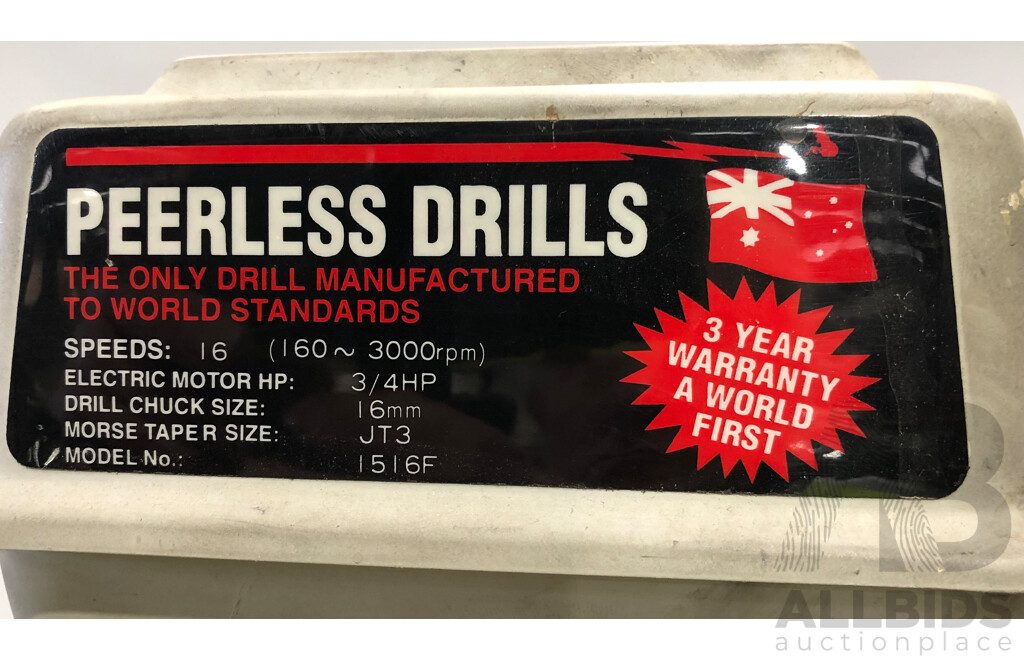 PEERLESS DRILLS
THE ONLY DRILL MANUFACTURED
TO WORLD STANDARDS
SPEEDS: 16 (160~ 3000rpm)
ELECTRIC MOTOR HP: 3/4HP
DRILL CHUCK SIZE: 16mm
MORSE TAPER SIZE: JT3
MODEL No.: 1516F
3 YEAR
WARRANTY
A WORLD
FIRST
AB
ALLBIDS
auctionplace